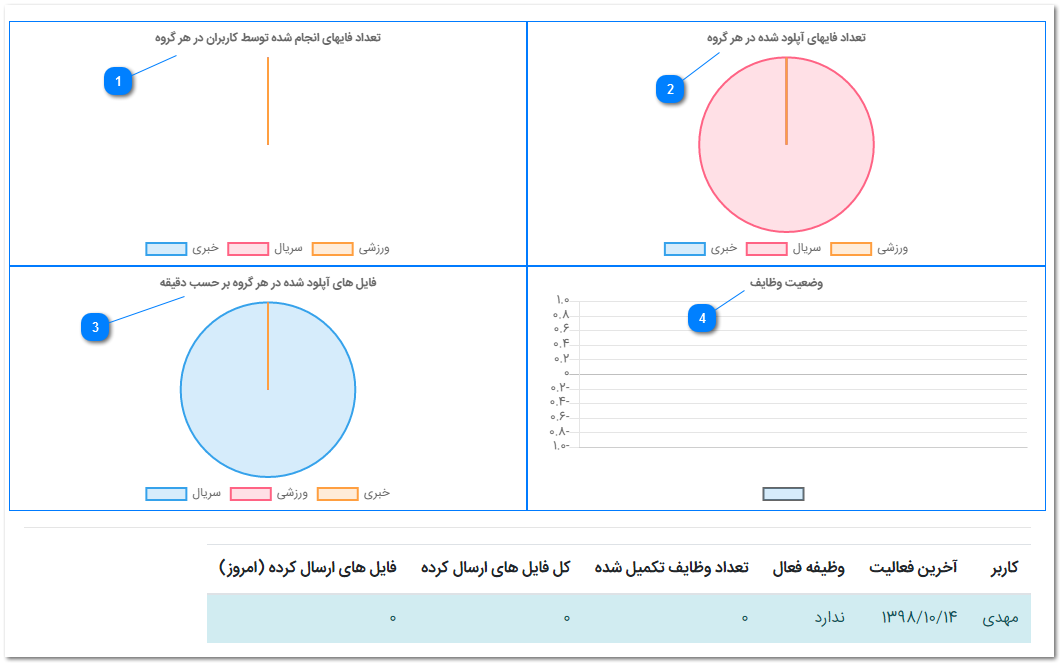 تعداد فایهای آپلود شده در هر گروه
2
ورزشی سریال خبری
تعداد فایهای انجام شده توسط کاربران در هر گروه
1
ورزشی سریال خبری
وضعیت وظایف
4
۱.۰
۰.۸
۰.۶
۰.۴
۰.۲
۰
۰.۲-
۰.۴-
۰.۶-
۰.۸-
۱.۰-
فایل های آپلود شده در هر گروه بر حسب دقیقه
3
خبری ورزشی سریال
کاربر آخرین فعالیت وظیفه فعال تعداد وظایف تکمیل شده کل فایل های ارسال کرده فایل های ارسال کرده (امروز)
مهدی ۱۳۹۸/۱۰/۱۴ ندارد ۰ ۰ ۰